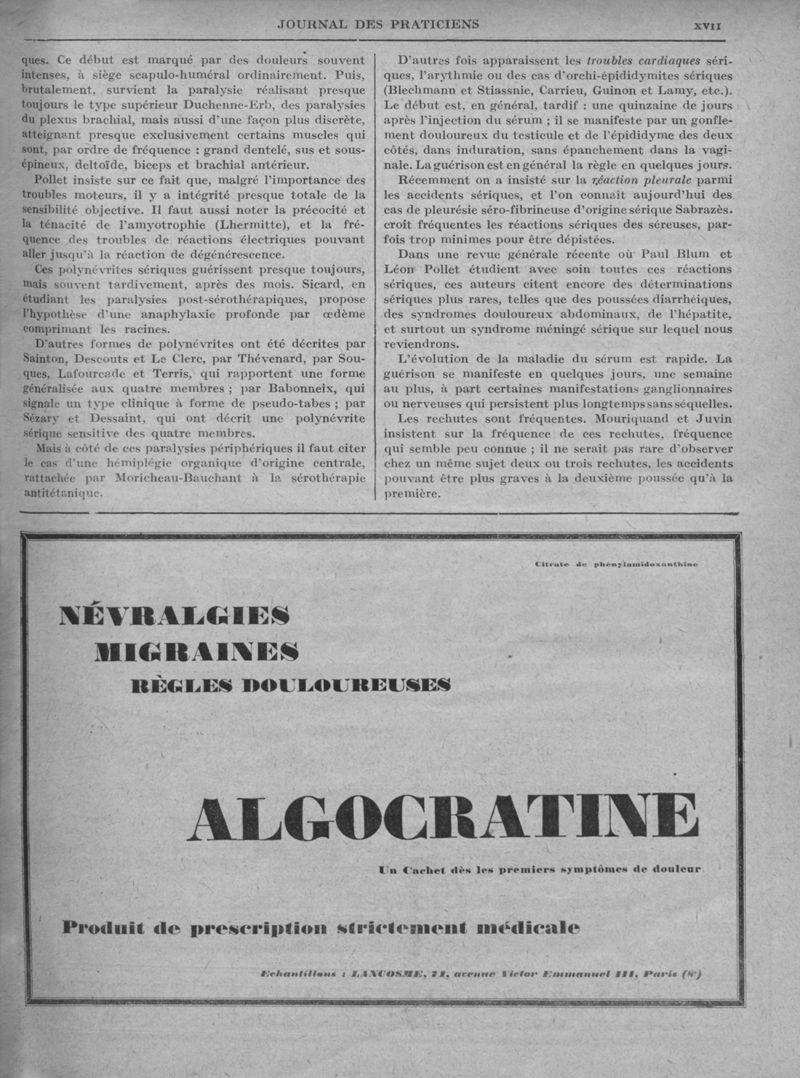 JOURNAL DES PRATICIENS
XVII
ques. Ce début est marqué par des douleurs souvent
intenses, à siège scapulo-huméral ordinairement. Puis,
brutalement, survient la paralysie réalisant presque
toujours le type supérieur Duchenne-Erb, des paralysies
du plexus brachial, mais aussi d'une façon plus discrète,
atteignant presque exclusivement certains muscles qui
sont, par ordre de fréquence : grand dentelé, sus et sous-
épineux, deltoïde, biceps et brachial antérieur.
Pollet insiste sur ce fait que, malgré l'importance des
troubles moteurs, il y a intégrité presque totale de la
sensibilité objective. Il faut aussi noter la précocité et
la ténacité de l'amyotrophie (Lhermitte), et la fré-
quence des troubles de réactions électriques pouvant
aller jusqu'à la réaction de dégénérescence.
Ces polynévrites sériques guérissent presque toujours,
mais souvent tardivement, après des mois. Sicard, en
étudiant les paralysies post-sérothérapiques, propose
l'hypothèse d'une anaphylaxie profonde par œdème
comprimant les racines.
D'autres formes de polynévrites ont été décrites par
Sainton, Descouts et Le Clerc, par Thévenard, par Sou-
ques, Lafourcade et Terris, qui rapportent une forme
généralisée aux quatre membres ; par Babonneix, qui
signale un type clinique à forme de pseudo-tabes ; par
Sézary et Dessaint, qui ont décrit une polynévrite
sérique sensitive des quatre membres.
Mais à côté de ces paralysies périphériques il faut citer
le cas d'une hémiplégie organique d'origine centrale,
rattachée par Moricheau-Bauchant à la sérothérapie
antitétanique.
D'autres fois apparaissent les troubles cardiaques séri-
ques, l'arythmie ou des cas d'orchi-épididymites sériques
(Blechmann et Stiassnie, Carrieu, Guinon et Lamy, etc.).
Le début est, en général, tardif : une quinzaine de jours
après l'injection du sérum ; il se manifeste par un gonfle-
ment douloureux du testicule et de l'épididyme des deux
côtés, dans induration, sans épanchement dans la vagi-
nale. La guérison est en général la règle en quelques jours.
Récemment on a insisté sur la réaction pleurale parmi
les accidents sériques, et l'on connaît aujourd'hui des
cas de pleurésie séro-fibrineuse d'origine sérique Sabrazès.
croît fréquentes les réactions sériques des séreuses, par-
fois trop minimes pour être dépistées.
Dans une revue générale récente où Paul Blum et
Léon Pollet étudient avec soin toutes ces réactions
sériques, ces auteurs citent encore des déterminations
sériques plus rares, telles que des poussées diarrhéiques,
des syndromes douloureux abdominaux, de l'hépatite,
et surtout un syndrome méningé sérique sur lequel nous
reviendrons.
L'évolution de la maladie du sérum est rapide. La
guérison se manifeste en quelques jours, une semaine
au plus, à part certaines manifestations ganglionnaires
ou nerveuses qui persistent plus longtemps sans séquelles.
Les rechutes sont fréquentes. Mouriquand et Juvin
insistent sur la fréquence de ces rechutes, fréquence
qui semble peu connue ; il ne serait pas rare d'observer
chez un même sujet deux ou trois rechutes, les accidents
pouvant être plus graves à la deuxième poussée qu'à la
première.
Citrate de phénylamidoxanthine
NÉVRALGIES
MIGRAINES
RÈGLES DOULOUREUSES
ALGOCRATINE
Un Cachet dès les premiers symptômes de douleur
Produit de prescription strictement médicale
Echantillons : LANCOSME, 71, avenue Victor Emmanuel III, Paris (8e)